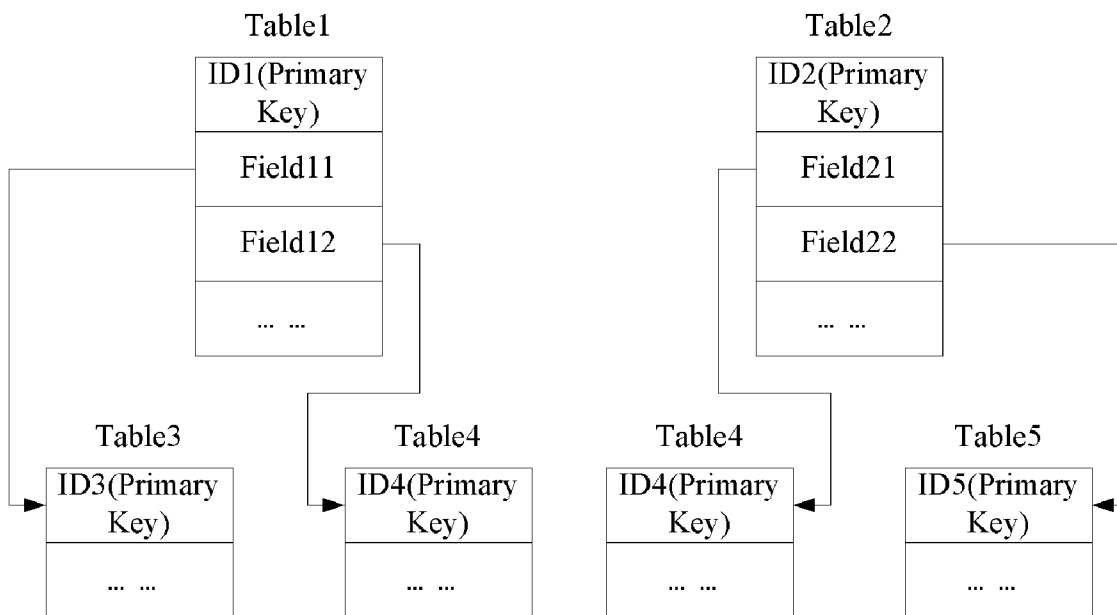 Table1
Table2
ID1(Primary
Key)
ID2(Primary
Key)
Field11
Field21
Field12
Field22
... ...
... ...
Table3
Table4
Table4
Table5
ID3(Primary
Key)
ID4(Primary
Key)
ID4(Primary
Key)
ID5(Primary
Key)
... ...
... ...
... ...
... ...